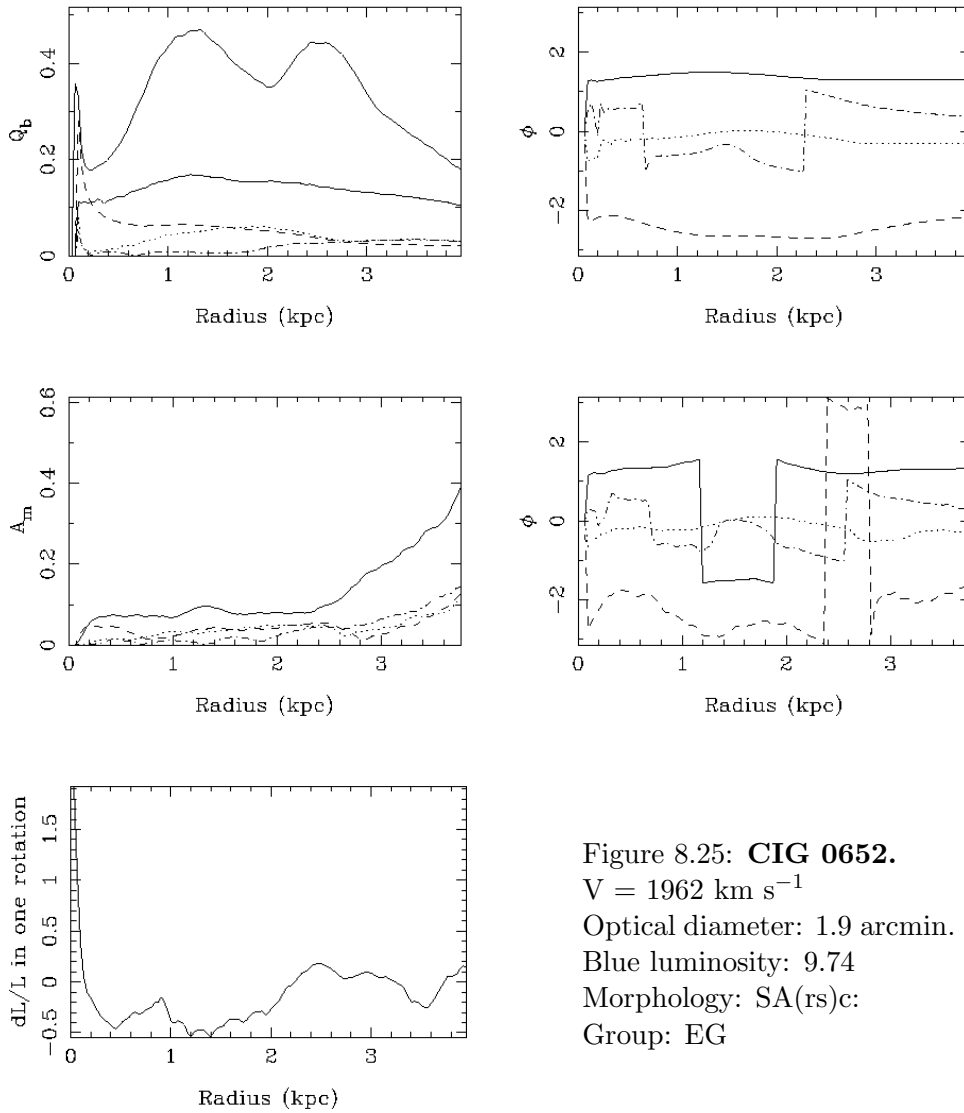 0.4
0.2
0
Q_b
0 1 2 3
Radius (kpc)
2
0
−2
φ
0 1 2 3
Radius (kpc)
0.6
0.4
0.2
0
A_m
0 1 2 3
Radius (kpc)
2
0
−2
φ
0 1 2 3
Radius (kpc)
1.5
1
0.5
0
−0.5
dL/L in one rotation
0 1 2 3
Radius (kpc)
Figure 8.25: CIG 0652.
V = 1962 km s⁻¹
Optical diameter: 1.9 arcmin.
Blue luminosity: 9.74
Morphology: SA(rs)c:
Group: EG